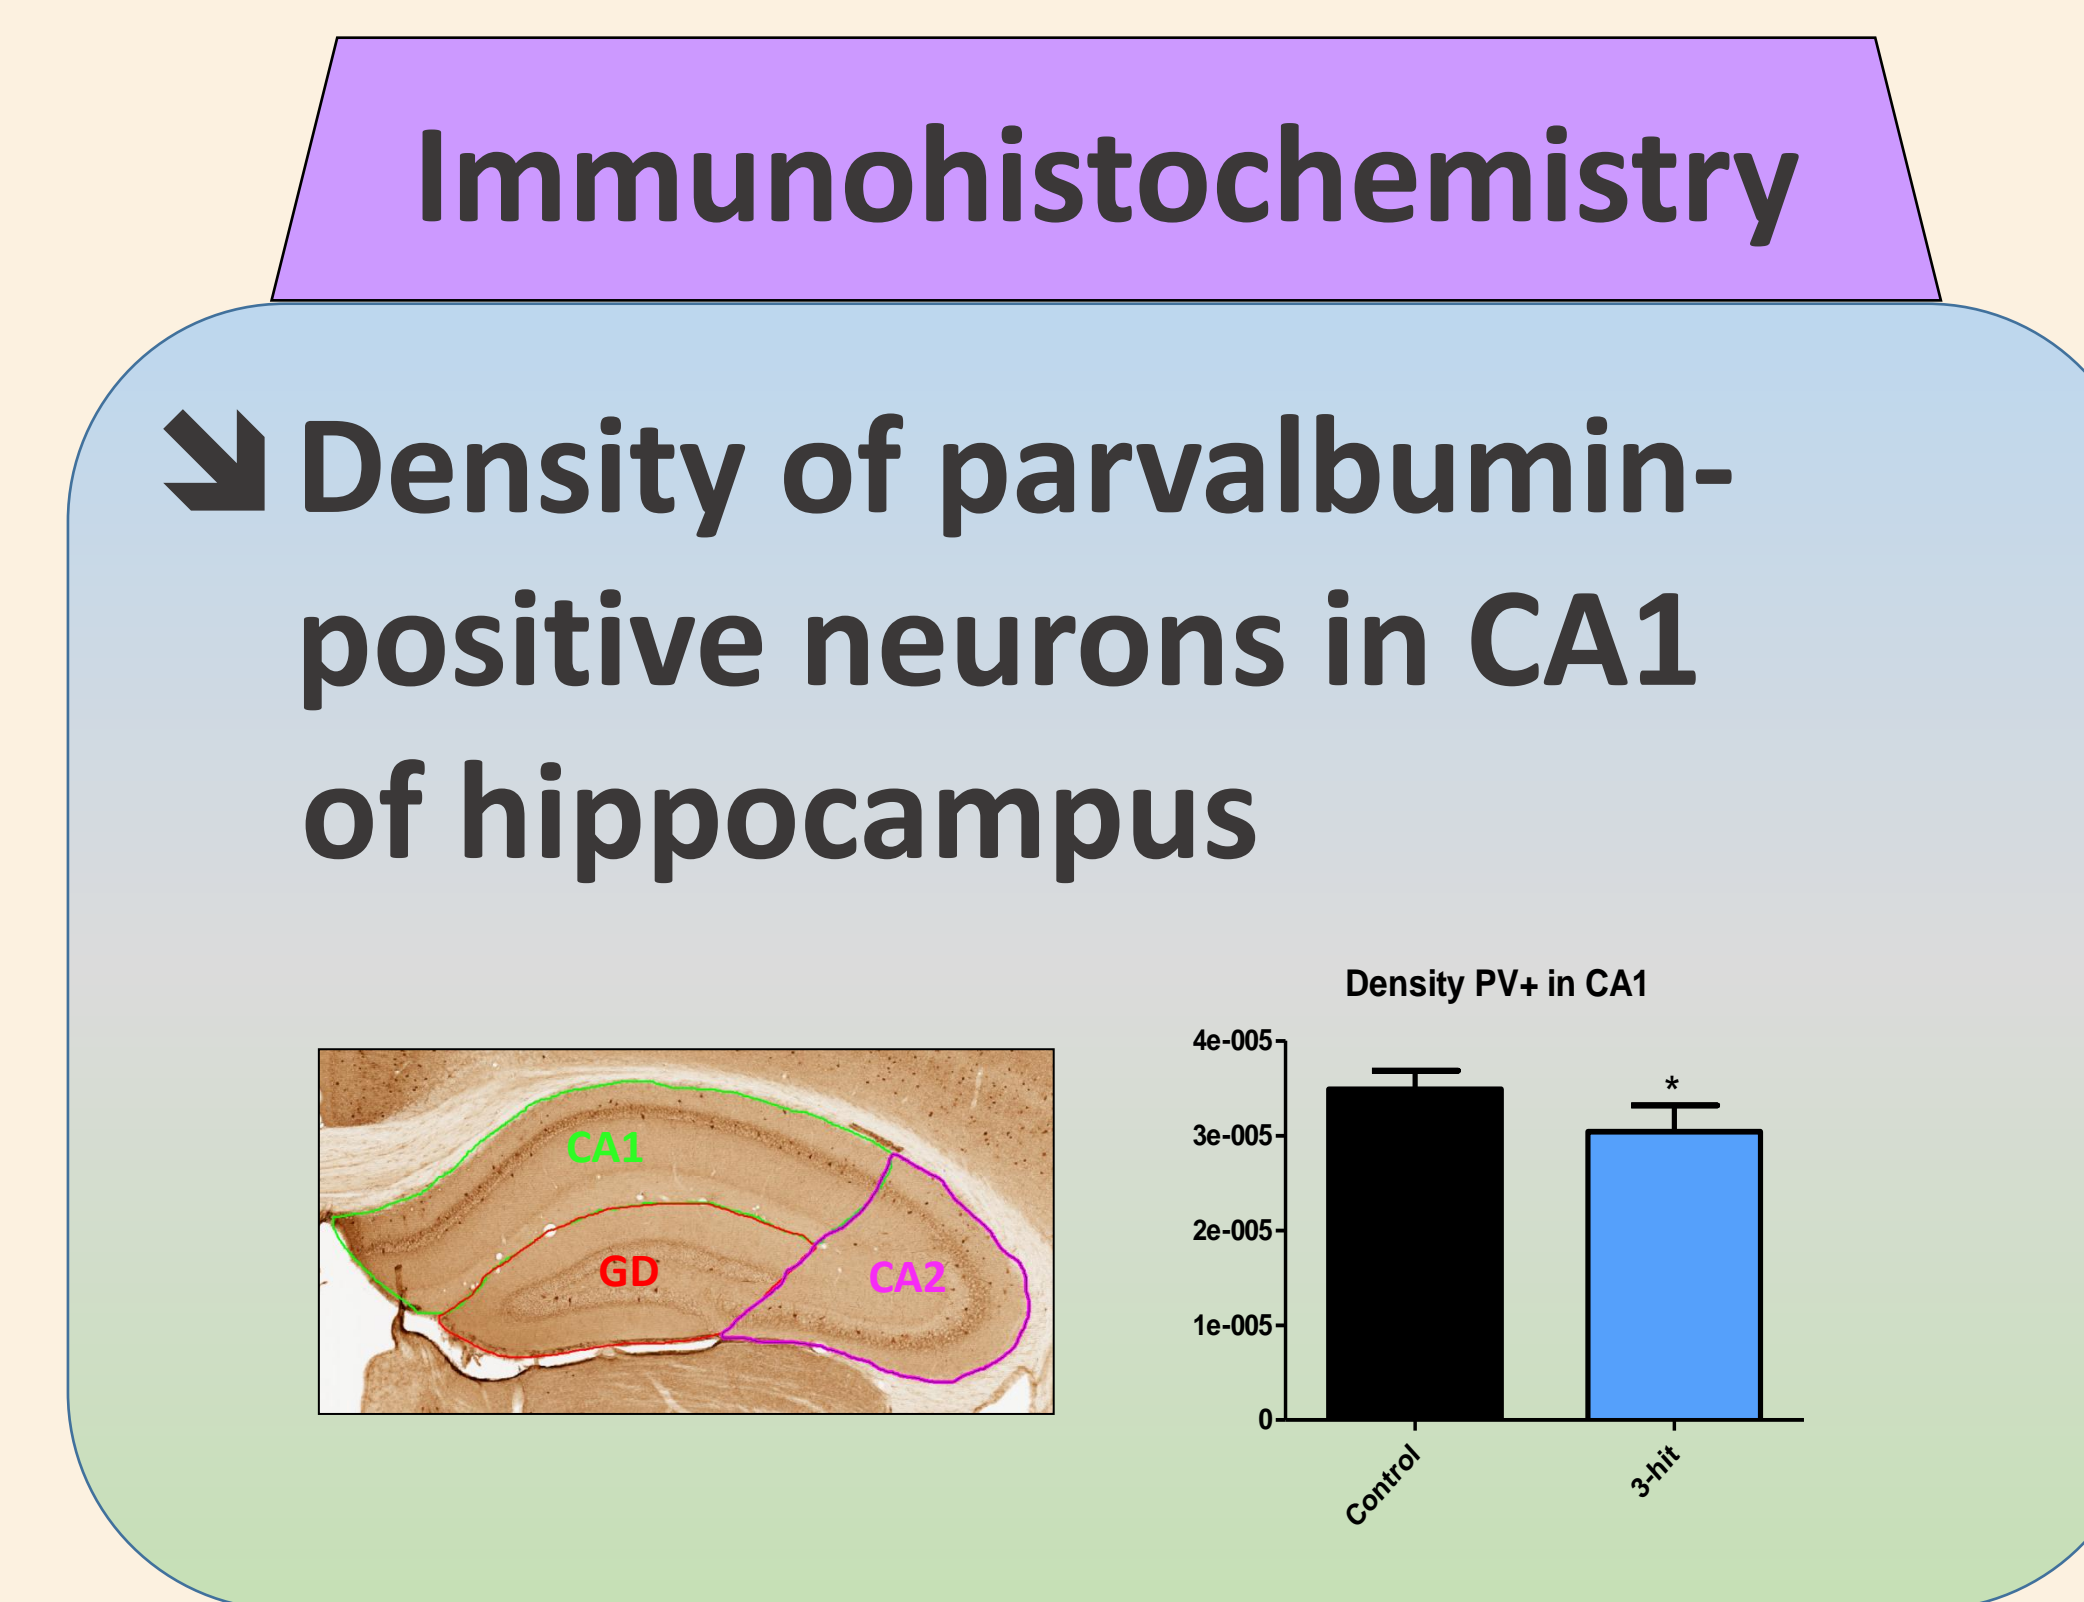 Immunohistochemistry
Density of parvalbumin-
positive neurons in CA1
of hippocampus
CA1
GD
CA2
Density PV+ in CA1
4e-005
3e-005
2e-005
1e-005
0
*
Control
3-hit